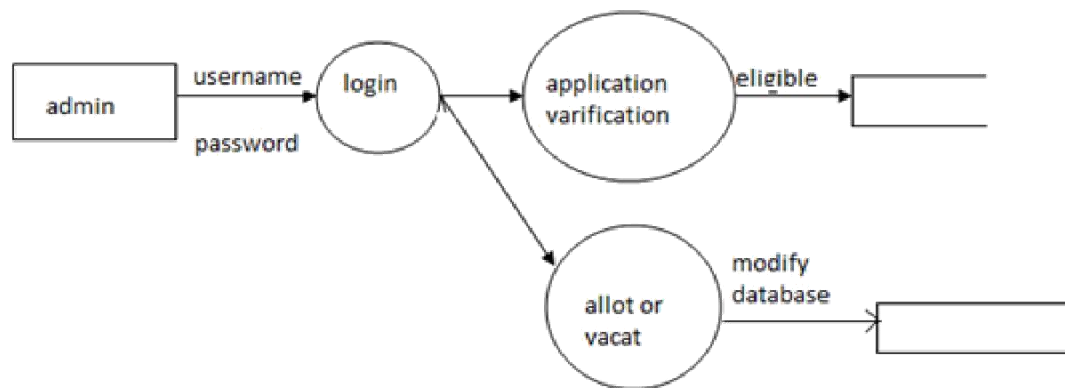 admin
username
password
login
application
varification
eligible
allot or
vacat
modify
database